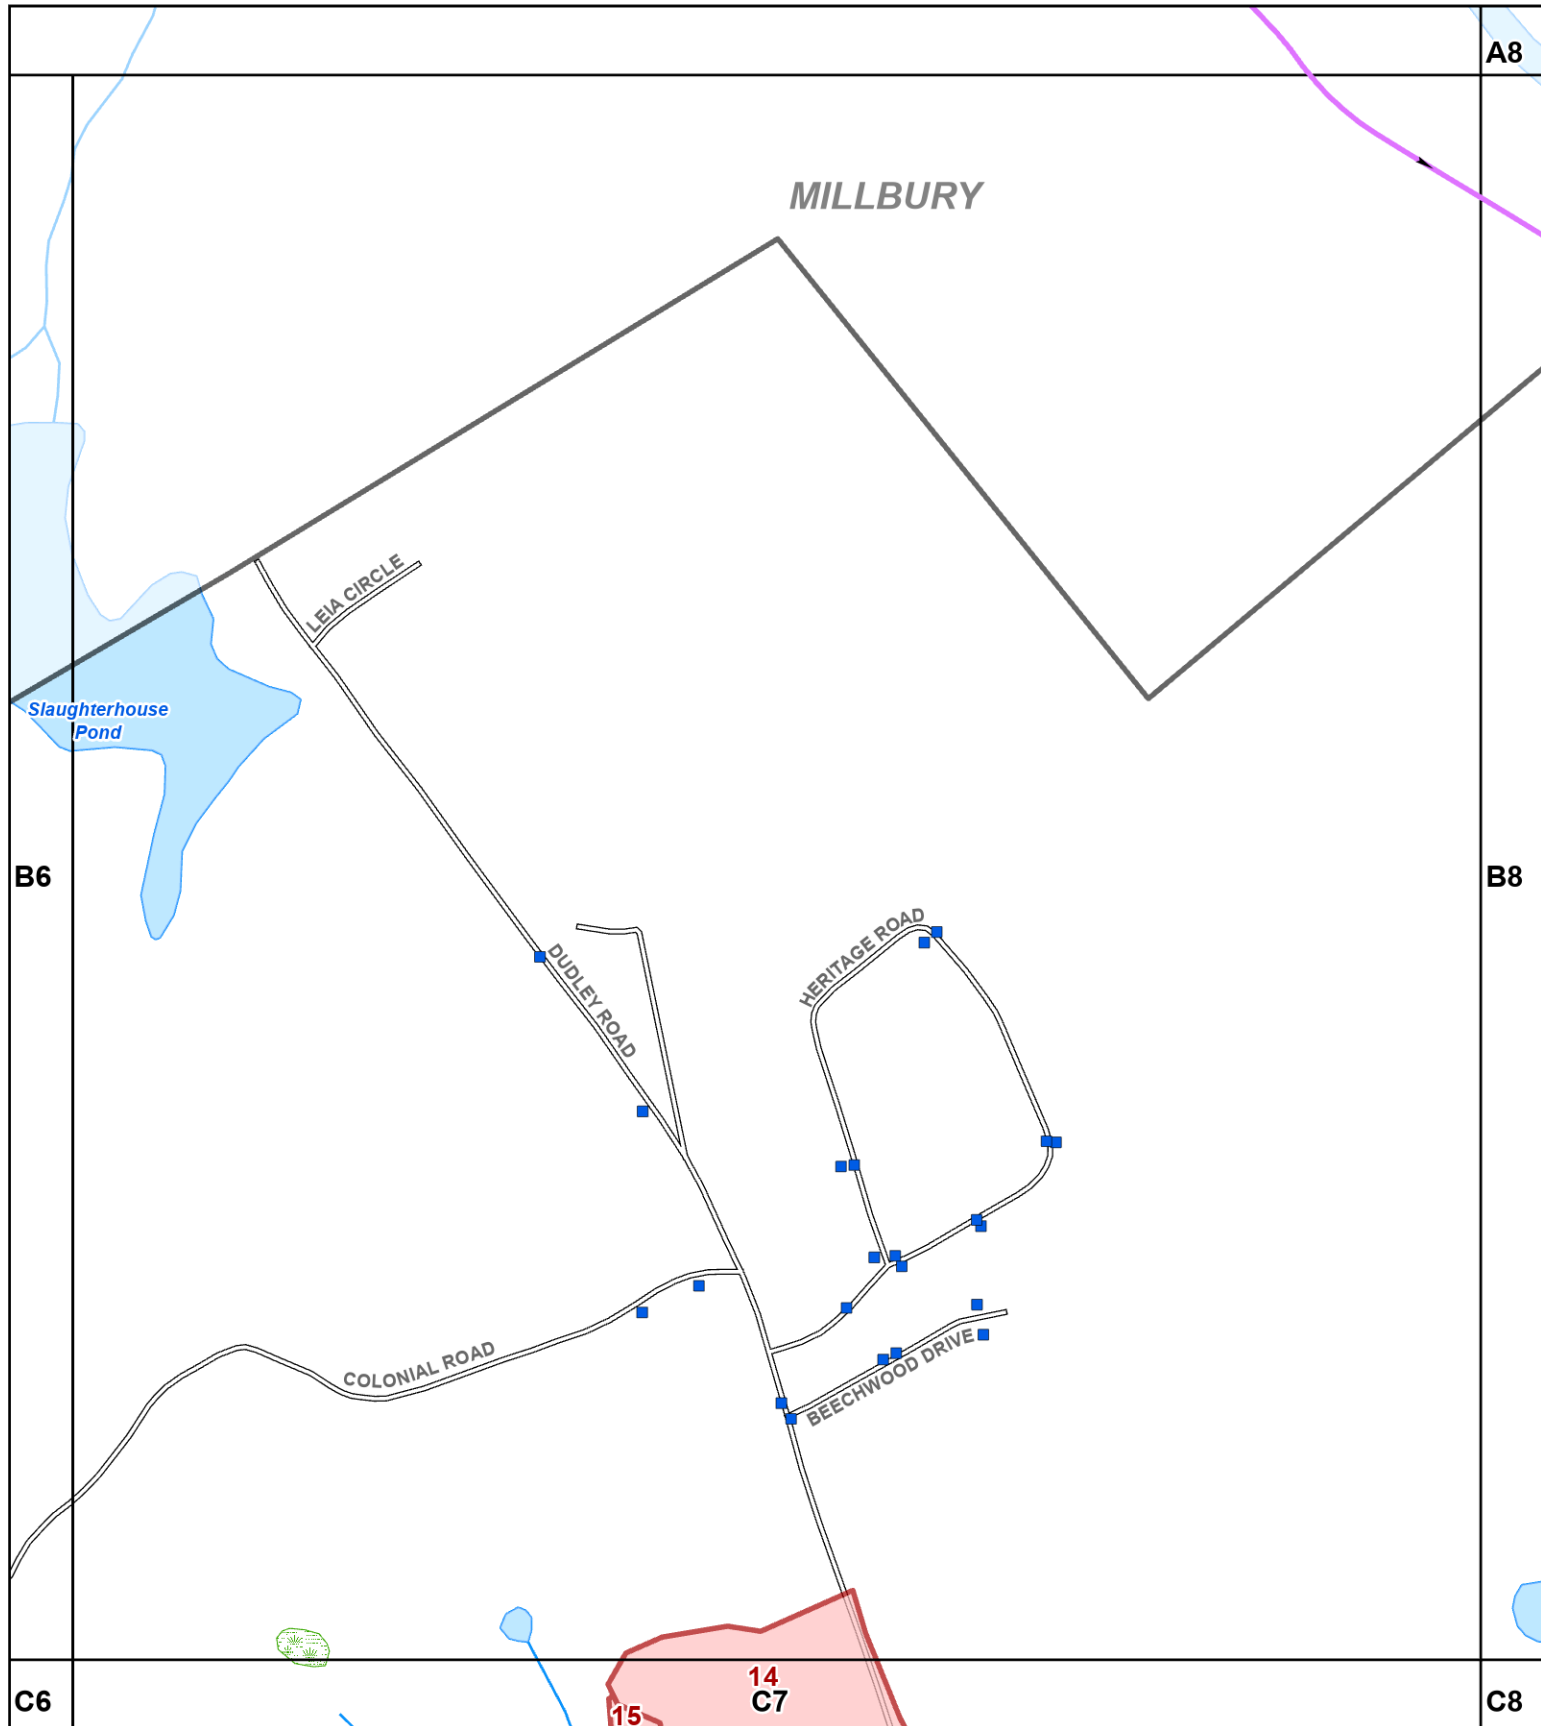 A8
MILLBURY
LEIA CIRCLE
Slaughterhouse
Pond
B6
B8
HERITAGE ROAD
DUDLEY ROAD
COLONIAL ROAD
BEECHWOOD DRIVE
14
C6
C7
C8
15